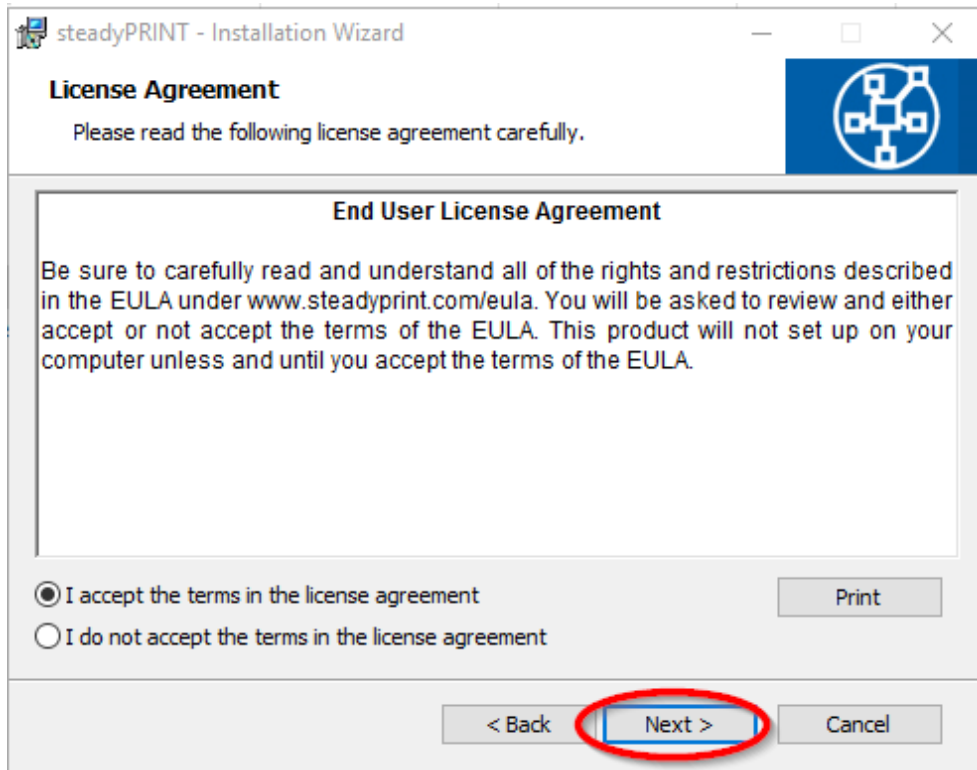 steadyPRINT - Installation Wizard
License Agreement
Please read the following license agreement carefully.
End User License Agreement
Be sure to carefully read and understand all of the rights and restrictions described
in the EULA under www.steadyprint.com/eula. You will be asked to review and either
accept or not accept the terms of the EULA. This product will not set up on your
computer unless and until you accept the terms of the EULA.
I accept the terms in the license agreement
Print
I do not accept the terms in the license agreement
< Back
Next >
Cancel